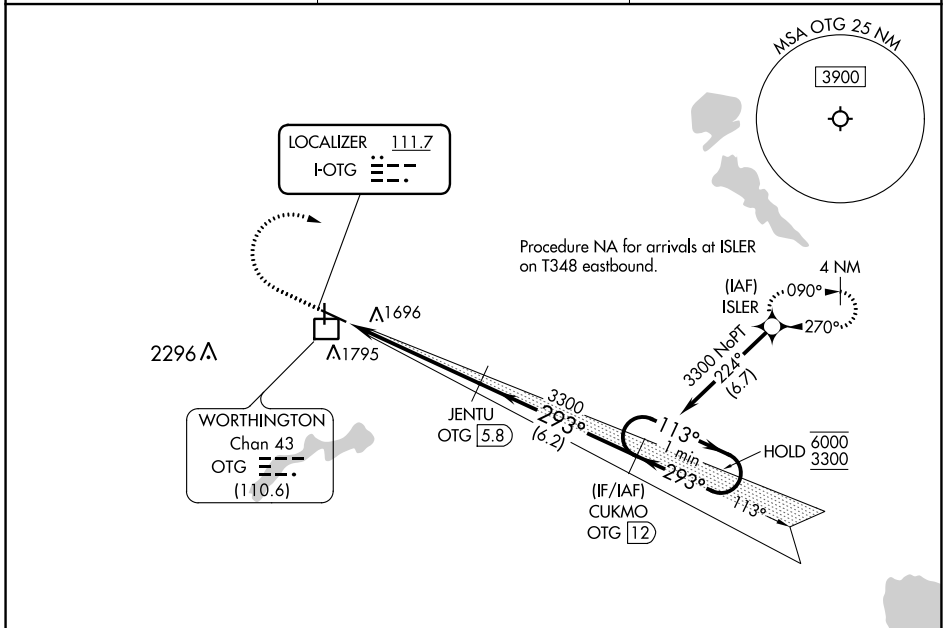 MSA OTG 25 NM
3900
LOCALIZER 111.7
I-OTG
Procedure NA for arrivals at ISLER
on T348 eastbound.
4 NM
(IAF)
ISLER
090°
270°
3300 NoPT
224°
(6.7)
1696
1795
2296
WORTHINGTON
Chan 43
OTG
(110.6)
JENTU
OTG 5.8
3300
293°
(6.2)
113°
1 min
293°
HOLD 6000
3300
113°
(IF/IAF)
CUKMO
OTG 12